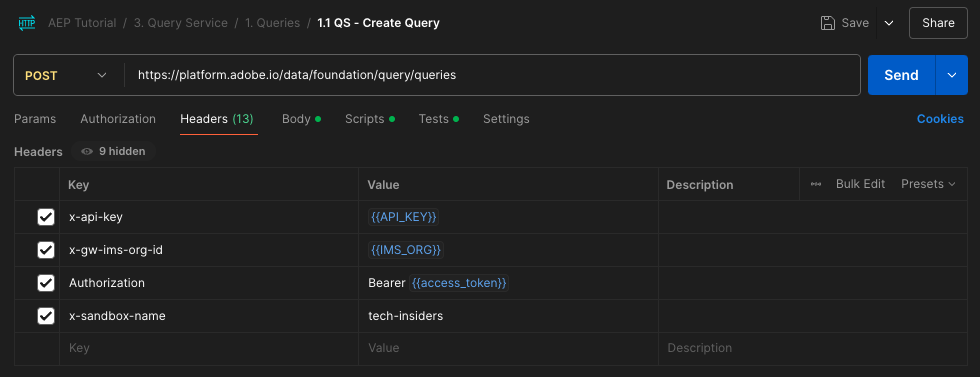 HTTP
AEP Tutorial / 3. Query Service / 1. Queries / 1.1 QS - Create Query
Save
Share
POST
https://platform.adobe.io/data/foundation/query/queries
Send
Params Authorization Headers (13) Body Scripts Tests Settings Cookies
Headers 9 hidden
Key Value Description Bulk Edit Presets
x-api-key {{API_KEY}}
x-gw-ims-org-id {{IMS_ORG}}
Authorization Bearer {{access_token}}
x-sandbox-name tech-insiders
Key Value Description